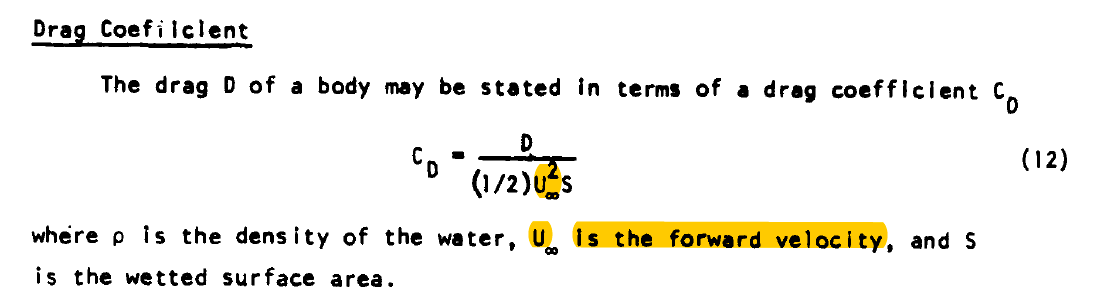 Drag Coefilclent
The drag D of a body may be stated in terms of a drag coefficient C_D
C_D = D / (1/2)U_∞^2 S (12)
where ρ is the density of the water, U_∞ is the forward velocity, and S
is the wetted surface area.